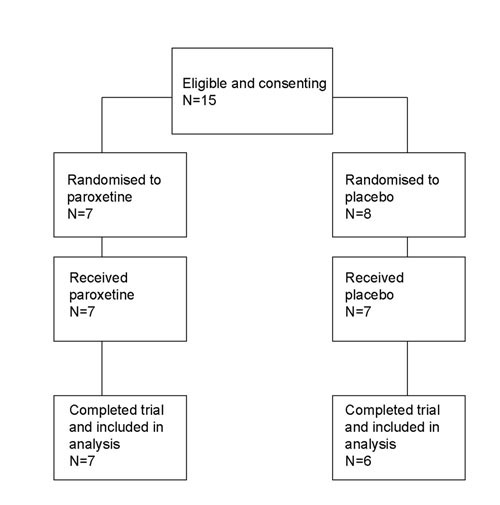 Eligible and consenting
N=15
Randomised to
paroxetine
N=7
Randomised to
placebo
N=8
Received
paroxetine
N=7
Received
placebo
N=7
Completed trial
and included in
analysis
N=7
Completed trial
and included in
analysis
N=6